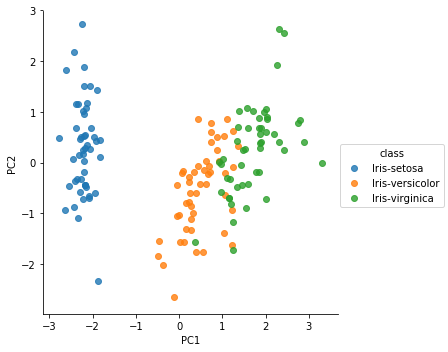 3
2
1
0
−1
−2
PC2
−3
−2
−1
0
1
2
3
PC1
class
Iris-setosa
Iris-versicolor
Iris-virginica